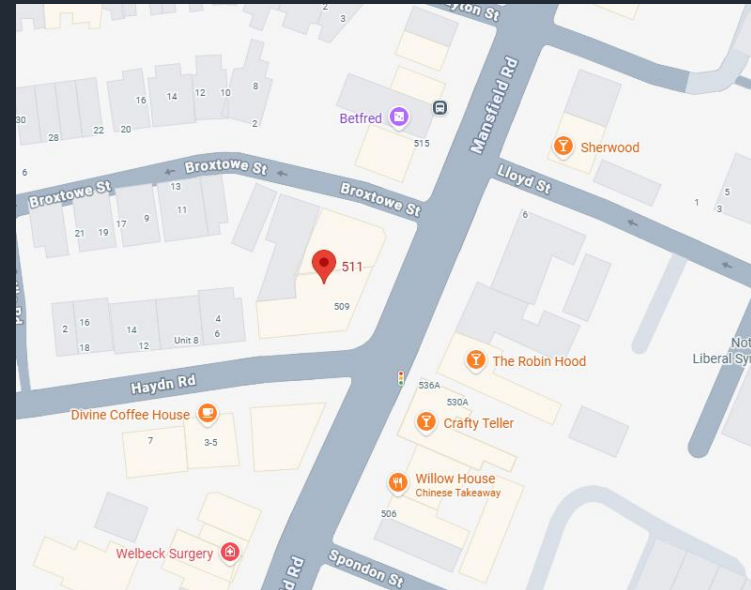 yton St
2
3
Mansfield Rd
16
14
12
10
8
2
30
28
22
20
Betfred
515
Sherwood
6
Broxtowe St
Broxtowe St
Broxtowe St
Lloyd St
13
11
9
17
19
21
5
3
1
6
511
509
2
16
18
14
12
Unit 8
4
6
Not
Liberal Syn
The Robin Hood
Haydn Rd
536A
530A
Divine Coffee House
7
3-5
Crafty Teller
Willow House
Chinese Takeaway
506
Welbeck Surgery
d Rd
Spondon St